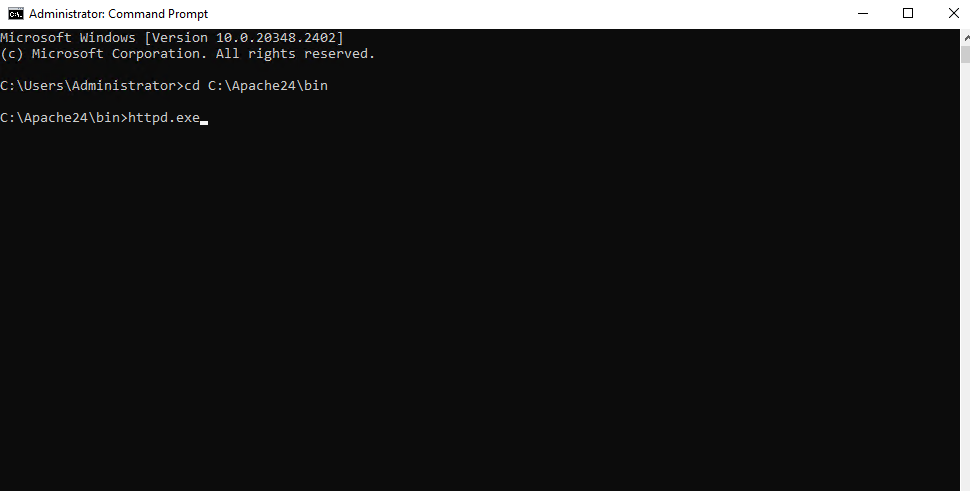 Administrator: Command Prompt
Microsoft Windows [Version 10.0.20348.2402]
(c) Microsoft Corporation. All rights reserved.
C:\Users\Administrator>cd C:\Apache24\bin
C:\Apache24\bin>httpd.exe